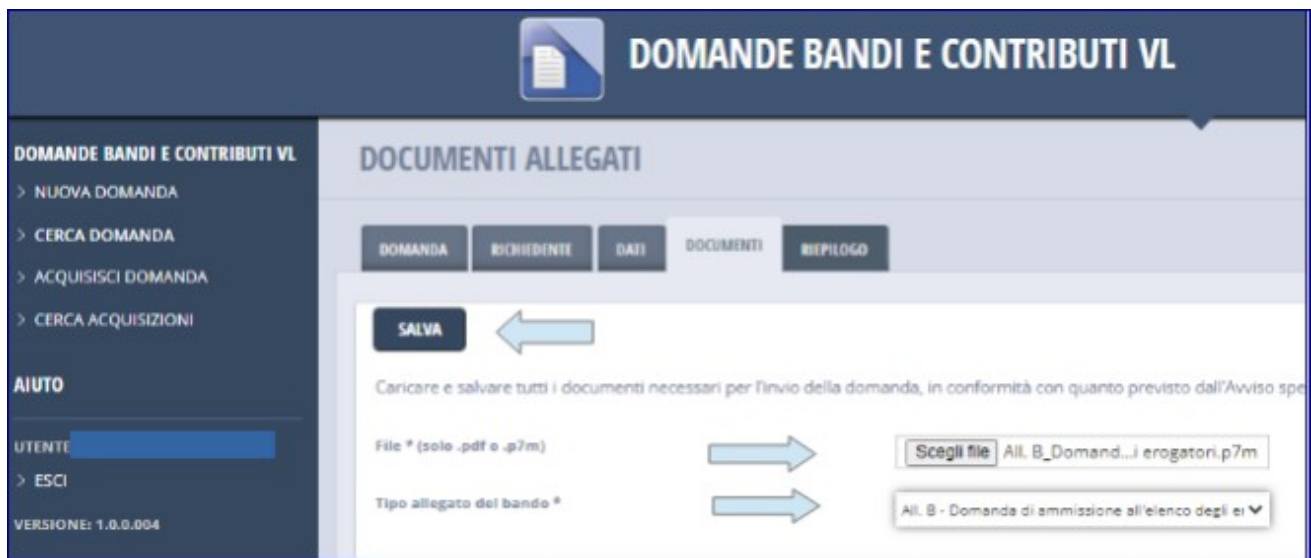 DOMANDE BANDI E CONTRIBUTI VL
DOMANDE BANDI E CONTRIBUTI VL
> NUOVA DOMANDA
> CERCA DOMANDA
> ACQUISISCI DOMANDA
> CERCA ACQUISIZIONI
AIUTO
UTENTE
> ESCI
VERSIONE: 1.0.0.004
DOCUMENTI ALLEGATI
DOMANDA RICHIEDENTE DATI DOCUMENTI RIEPILOGO
SALVA
Caricare e salvare tutti i documenti necessari per l'invio della domanda, in conformità con quanto previsto dall'Avviso spe
File * (solo .pdf o .p7m)
Scegli file All. B_Domand...i erogatori.p7m
Tipo allegato del bando *
All. B - Domanda di ammissione all'elenco degli er